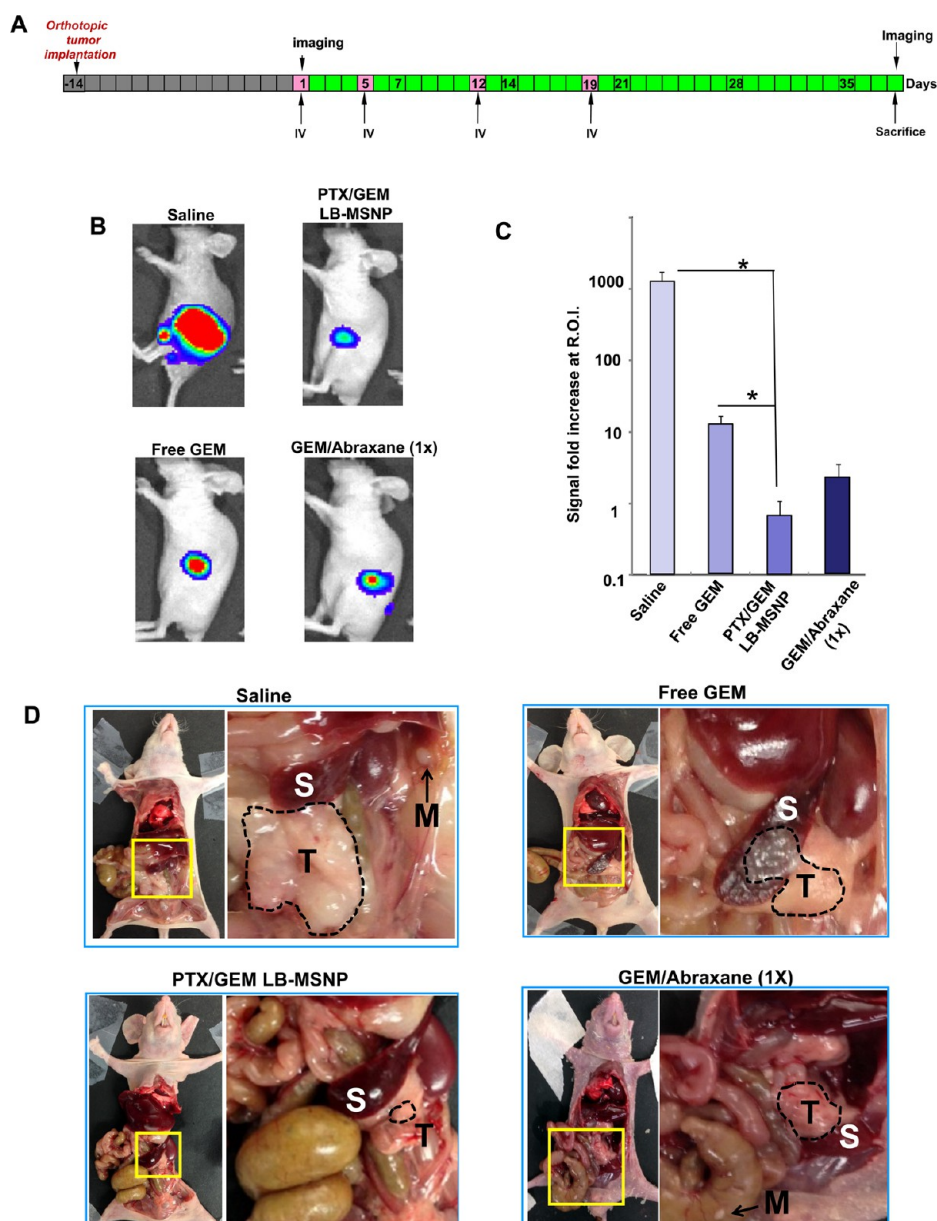 A
Orthotopic
tumor
implantation
imaging
Imaging
-14 1 5 7 12 14 19 21 28 35 Days
IV IV IV IV Sacrifice
B
Saline
PTX/GEM
LB-MSNP
Free GEM
GEM/Abraxane (1x)
C
Signal fold increase at R.O.I.
1000
100
10
1
0.1
*
*
Saline
Free GEM
PTX/GEM
LB-MSNP
GEM/Abraxane
(1x)
D
Saline
S
M
T
Free GEM
S
T
PTX/GEM LB-MSNP
S
T
GEM/Abraxane (1X)
T
S
M